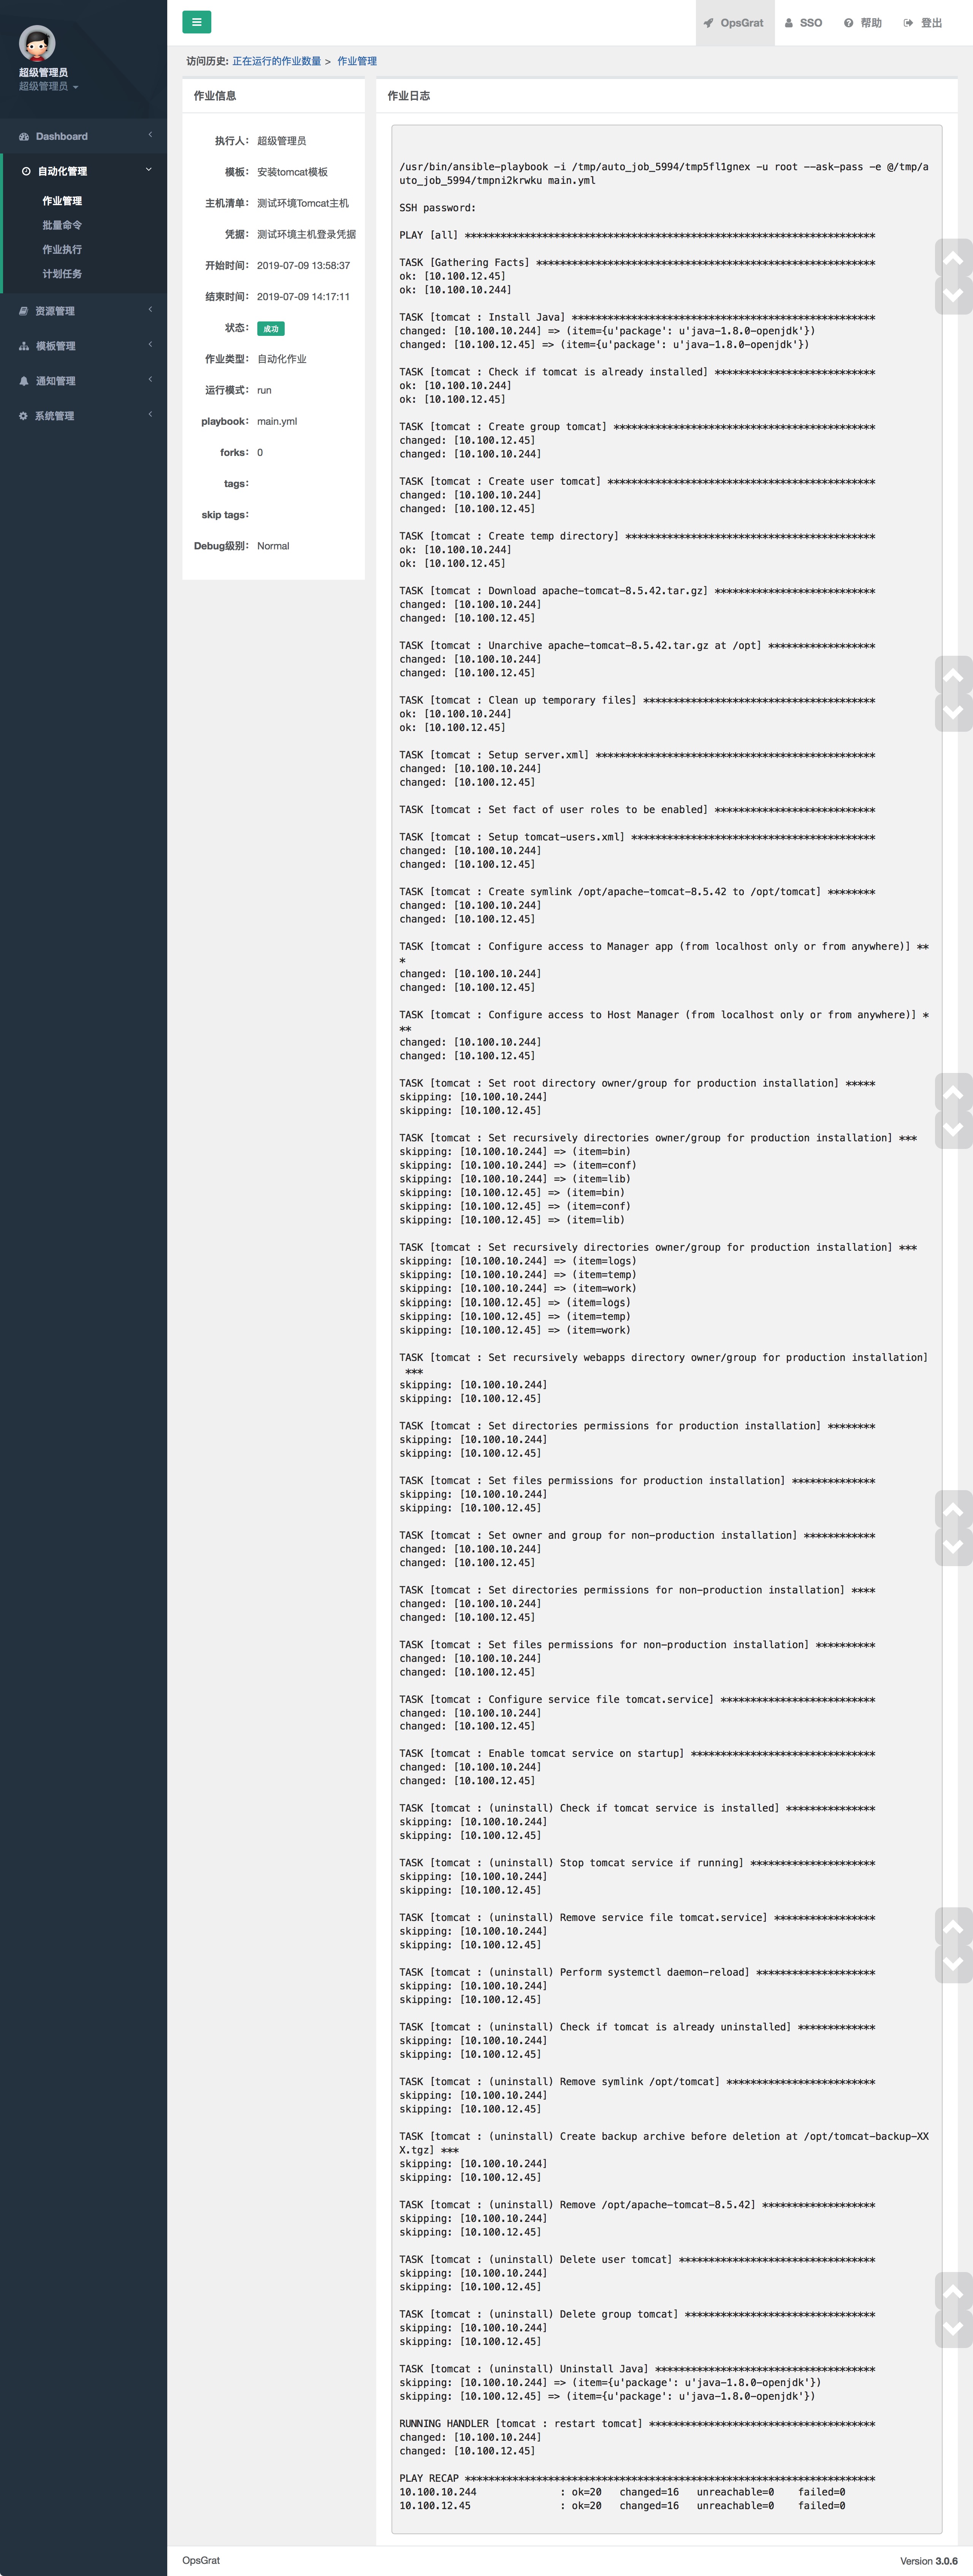 超级管理员
超级管理员
Dashboard
自动化管理
作业管理
批量命令
作业执行
计划任务
资源管理
模板管理
通知管理
系统管理
OpsGrat
SSO
帮助
登出
访问历史: 正在运行的作业数量 > 作业管理
作业信息
执行人: 超级管理员
模板: 安装tomcat模板
主机清单: 测试环境Tomcat主机
凭据: 测试环境主机登录凭据
开始时间: 2019-07-09 13:58:37
结束时间: 2019-07-09 14:17:11
状态: 成功
作业类型: 自动化作业
运行模式: run
playbook: main.yml
forks: 0
tags:
skip tags:
Debug级别: Normal
作业日志
/usr/bin/ansible-playbook -i /tmp/auto_job_5994/tmp5fl1gnex -u root --ask-pass -e @/tmp/a
uto_job_5994/tmpni2krwku main.yml
SSH password:
PLAY [all] *********************************************************************
TASK [Gathering Facts] *********************************************************
ok: [10.100.12.45]
ok: [10.100.10.244]
TASK [tomcat : Install Java] ***************************************************
changed: [10.100.10.244] => (item={u'package': u'java-1.8.0-openjdk'})
changed: [10.100.12.45] => (item={u'package': u'java-1.8.0-openjdk'})
TASK [tomcat : Check if tomcat is already installed] ***************************
ok: [10.100.10.244]
ok: [10.100.12.45]
TASK [tomcat : Create group tomcat] ********************************************
changed: [10.100.12.45]
changed: [10.100.10.244]
TASK [tomcat : Create user tomcat] *********************************************
changed: [10.100.10.244]
changed: [10.100.12.45]
TASK [tomcat : Create temp directory] ******************************************
ok: [10.100.10.244]
ok: [10.100.12.45]
TASK [tomcat : Download apache-tomcat-8.5.42.tar.gz] ***************************
changed: [10.100.10.244]
changed: [10.100.12.45]
TASK [tomcat : Unarchive apache-tomcat-8.5.42.tar.gz at /opt] ******************
changed: [10.100.10.244]
changed: [10.100.12.45]
TASK [tomcat : Clean up temporary files] ***************************************
ok: [10.100.10.244]
ok: [10.100.12.45]
TASK [tomcat : Setup server.xml] ***********************************************
changed: [10.100.10.244]
changed: [10.100.12.45]
TASK [tomcat : Set fact of user roles to be enabled] ***************************
TASK [tomcat : Setup tomcat-users.xml] *****************************************
changed: [10.100.10.244]
changed: [10.100.12.45]
TASK [tomcat : Create symlink /opt/apache-tomcat-8.5.42 to /opt/tomcat] ********
changed: [10.100.10.244]
changed: [10.100.12.45]
TASK [tomcat : Configure access to Manager app (from localhost only or from anywhere)] **
*
changed: [10.100.10.244]
changed: [10.100.12.45]
TASK [tomcat : Configure access to Host Manager (from localhost only or from anywhere)] *
**
changed: [10.100.10.244]
changed: [10.100.12.45]
TASK [tomcat : Set root directory owner/group for production installation] *****
skipping: [10.100.10.244]
skipping: [10.100.12.45]
TASK [tomcat : Set recursively directories owner/group for production installation] ***
skipping: [10.100.10.244] => (item=bin)
skipping: [10.100.10.244] => (item=conf)
skipping: [10.100.10.244] => (item=lib)
skipping: [10.100.12.45] => (item=bin)
skipping: [10.100.12.45] => (item=conf)
skipping: [10.100.12.45] => (item=lib)
TASK [tomcat : Set recursively directories owner/group for production installation] ***
skipping: [10.100.10.244] => (item=logs)
skipping: [10.100.10.244] => (item=temp)
skipping: [10.100.10.244] => (item=work)
skipping: [10.100.12.45] => (item=logs)
skipping: [10.100.12.45] => (item=temp)
skipping: [10.100.12.45] => (item=work)
TASK [tomcat : Set recursively webapps directory owner/group for production installation]
***
skipping: [10.100.10.244]
skipping: [10.100.12.45]
TASK [tomcat : Set directories permissions for production installation] ********
skipping: [10.100.10.244]
skipping: [10.100.12.45]
TASK [tomcat : Set files permissions for production installation] **************
skipping: [10.100.10.244]
skipping: [10.100.12.45]
TASK [tomcat : Set owner and group for non-production installation] ************
changed: [10.100.10.244]
changed: [10.100.12.45]
TASK [tomcat : Set directories permissions for non-production installation] ****
changed: [10.100.10.244]
changed: [10.100.12.45]
TASK [tomcat : Set files permissions for non-production installation] **********
changed: [10.100.10.244]
changed: [10.100.12.45]
TASK [tomcat : Configure service file tomcat.service] **************************
changed: [10.100.10.244]
changed: [10.100.12.45]
TASK [tomcat : Enable tomcat service on startup] *******************************
changed: [10.100.10.244]
changed: [10.100.12.45]
TASK [tomcat : (uninstall) Check if tomcat service is installed] ***************
skipping: [10.100.10.244]
skipping: [10.100.12.45]
TASK [tomcat : (uninstall) Stop tomcat service if running] *********************
skipping: [10.100.10.244]
skipping: [10.100.12.45]
TASK [tomcat : (uninstall) Remove service file tomcat.service] *****************
skipping: [10.100.10.244]
skipping: [10.100.12.45]
TASK [tomcat : (uninstall) Perform systemctl daemon-reload] ********************
skipping: [10.100.10.244]
skipping: [10.100.12.45]
TASK [tomcat : (uninstall) Check if tomcat is already uninstalled] *************
skipping: [10.100.10.244]
skipping: [10.100.12.45]
TASK [tomcat : (uninstall) Remove symlink /opt/tomcat] *************************
skipping: [10.100.10.244]
skipping: [10.100.12.45]
TASK [tomcat : (uninstall) Create backup archive before deletion at /opt/tomcat-backup-XX
X.tgz] ***
skipping: [10.100.10.244]
skipping: [10.100.12.45]
TASK [tomcat : (uninstall) Remove /opt/apache-tomcat-8.5.42] *******************
skipping: [10.100.10.244]
skipping: [10.100.12.45]
TASK [tomcat : (uninstall) Delete user tomcat] *********************************
skipping: [10.100.10.244]
skipping: [10.100.12.45]
TASK [tomcat : (uninstall) Delete group tomcat] ********************************
skipping: [10.100.10.244]
skipping: [10.100.12.45]
TASK [tomcat : (uninstall) Uninstall Java] *************************************
skipping: [10.100.10.244] => (item={u'package': u'java-1.8.0-openjdk'})
skipping: [10.100.12.45] => (item={u'package': u'java-1.8.0-openjdk'})
RUNNING HANDLER [tomcat : restart tomcat] **************************************
changed: [10.100.10.244]
changed: [10.100.12.45]
PLAY RECAP *********************************************************************
10.100.10.244 : ok=20 changed=16 unreachable=0 failed=0
10.100.12.45 : ok=20 changed=16 unreachable=0 failed=0
OpsGrat
Version 3.0.6